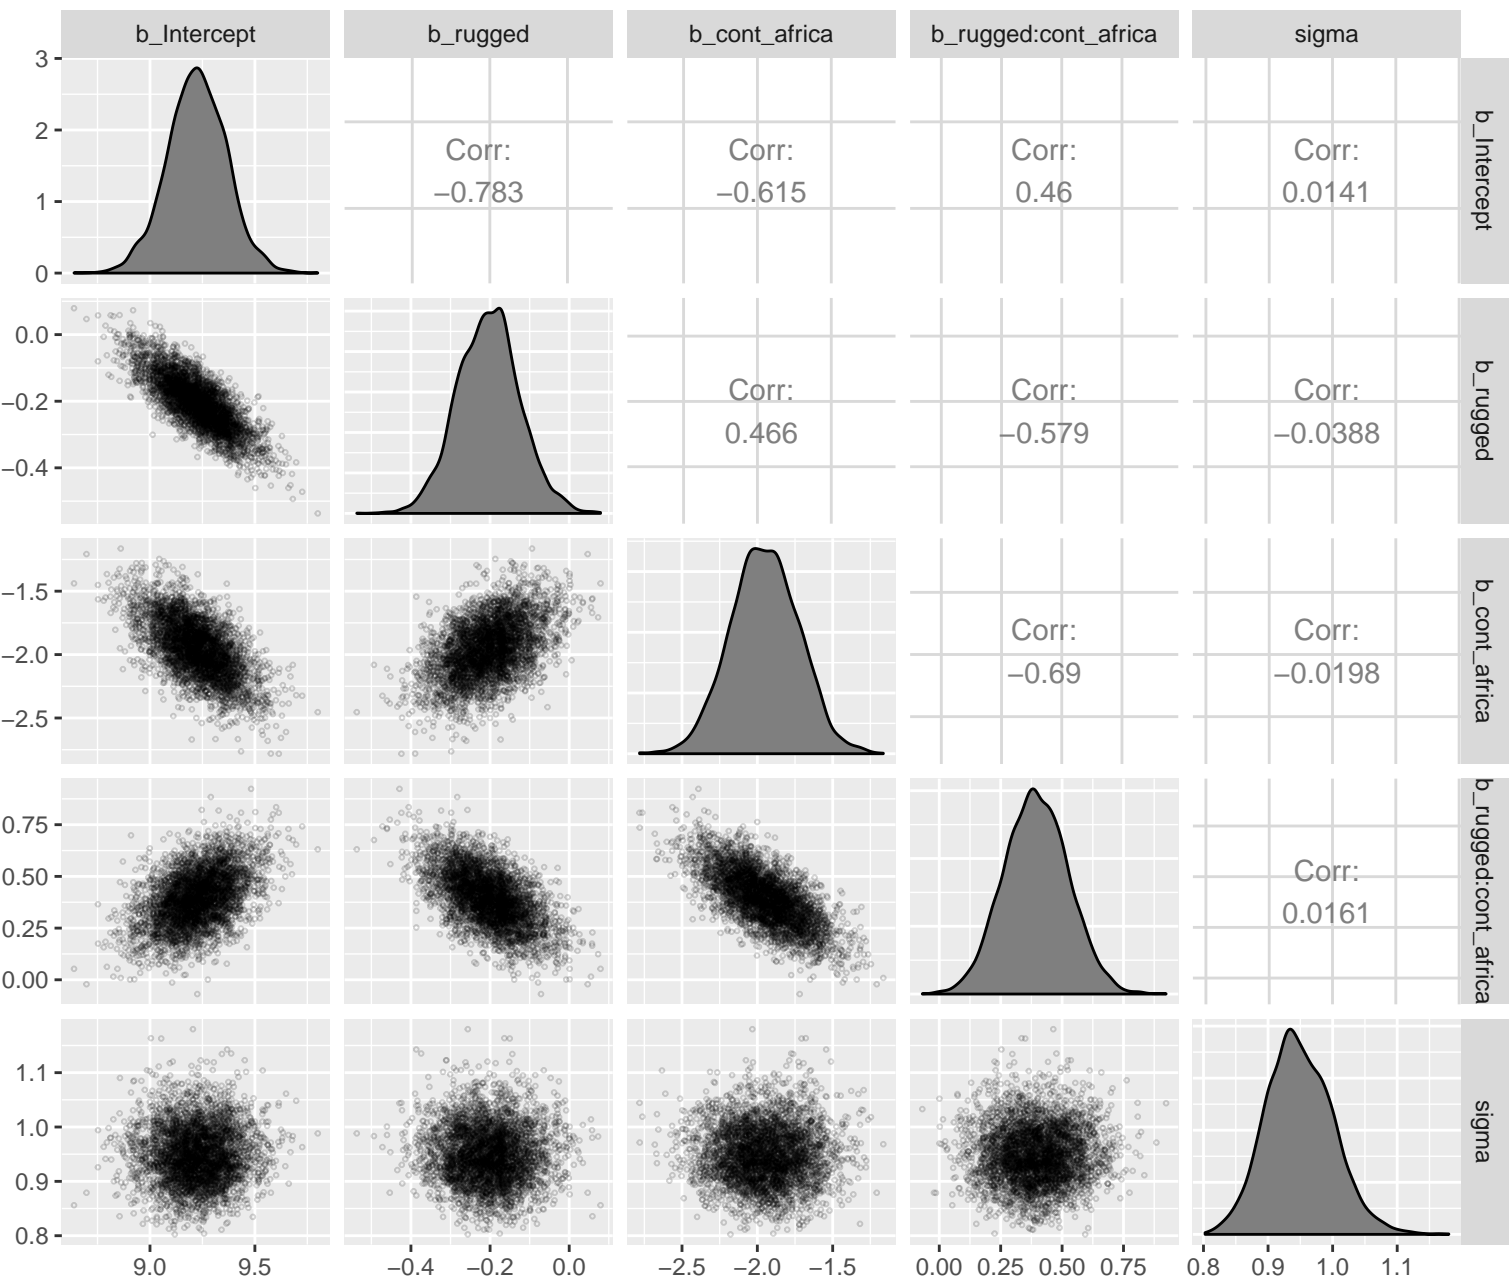 b_Intercept
b_rugged
b_cont_africa
b_rugged:cont_africa
sigma
3
2
1
0
Corr:
−0.783
Corr:
−0.615
Corr:
0.46
Corr:
0.0141
b_Intercept
0.0
−0.2
−0.4
Corr:
0.466
Corr:
−0.579
Corr:
−0.0388
b_rugged
−1.5
−2.0
−2.5
Corr:
−0.69
Corr:
−0.0198
b_cont_africa
0.75
0.50
0.25
0.00
Corr:
0.0161
b_rugged:cont_africa
1.1
1.0
0.9
0.8
sigma
9.0
9.5
−0.4
−0.2
0.0
−2.5
−2.0
−1.5
0.00
0.25
0.50
0.75
0.8
0.9
1.0
1.1